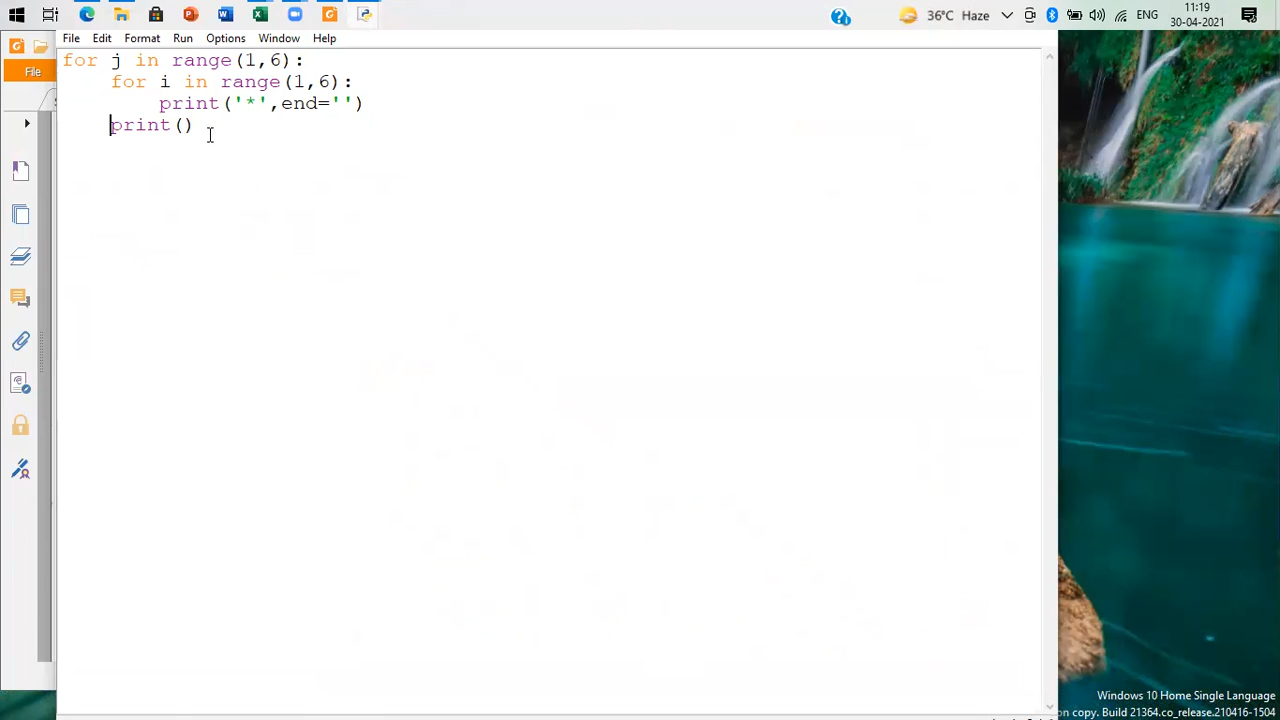 36°C Haze
ENG
11:19
30-04-2021
File Edit Format Run Options Window Help
File
for j in range(1,6):
    for i in range(1,6):
        print('*',end='')
    print()
Windows 10 Home Single Language
on copy. Build 21364.co_release.210416-1504